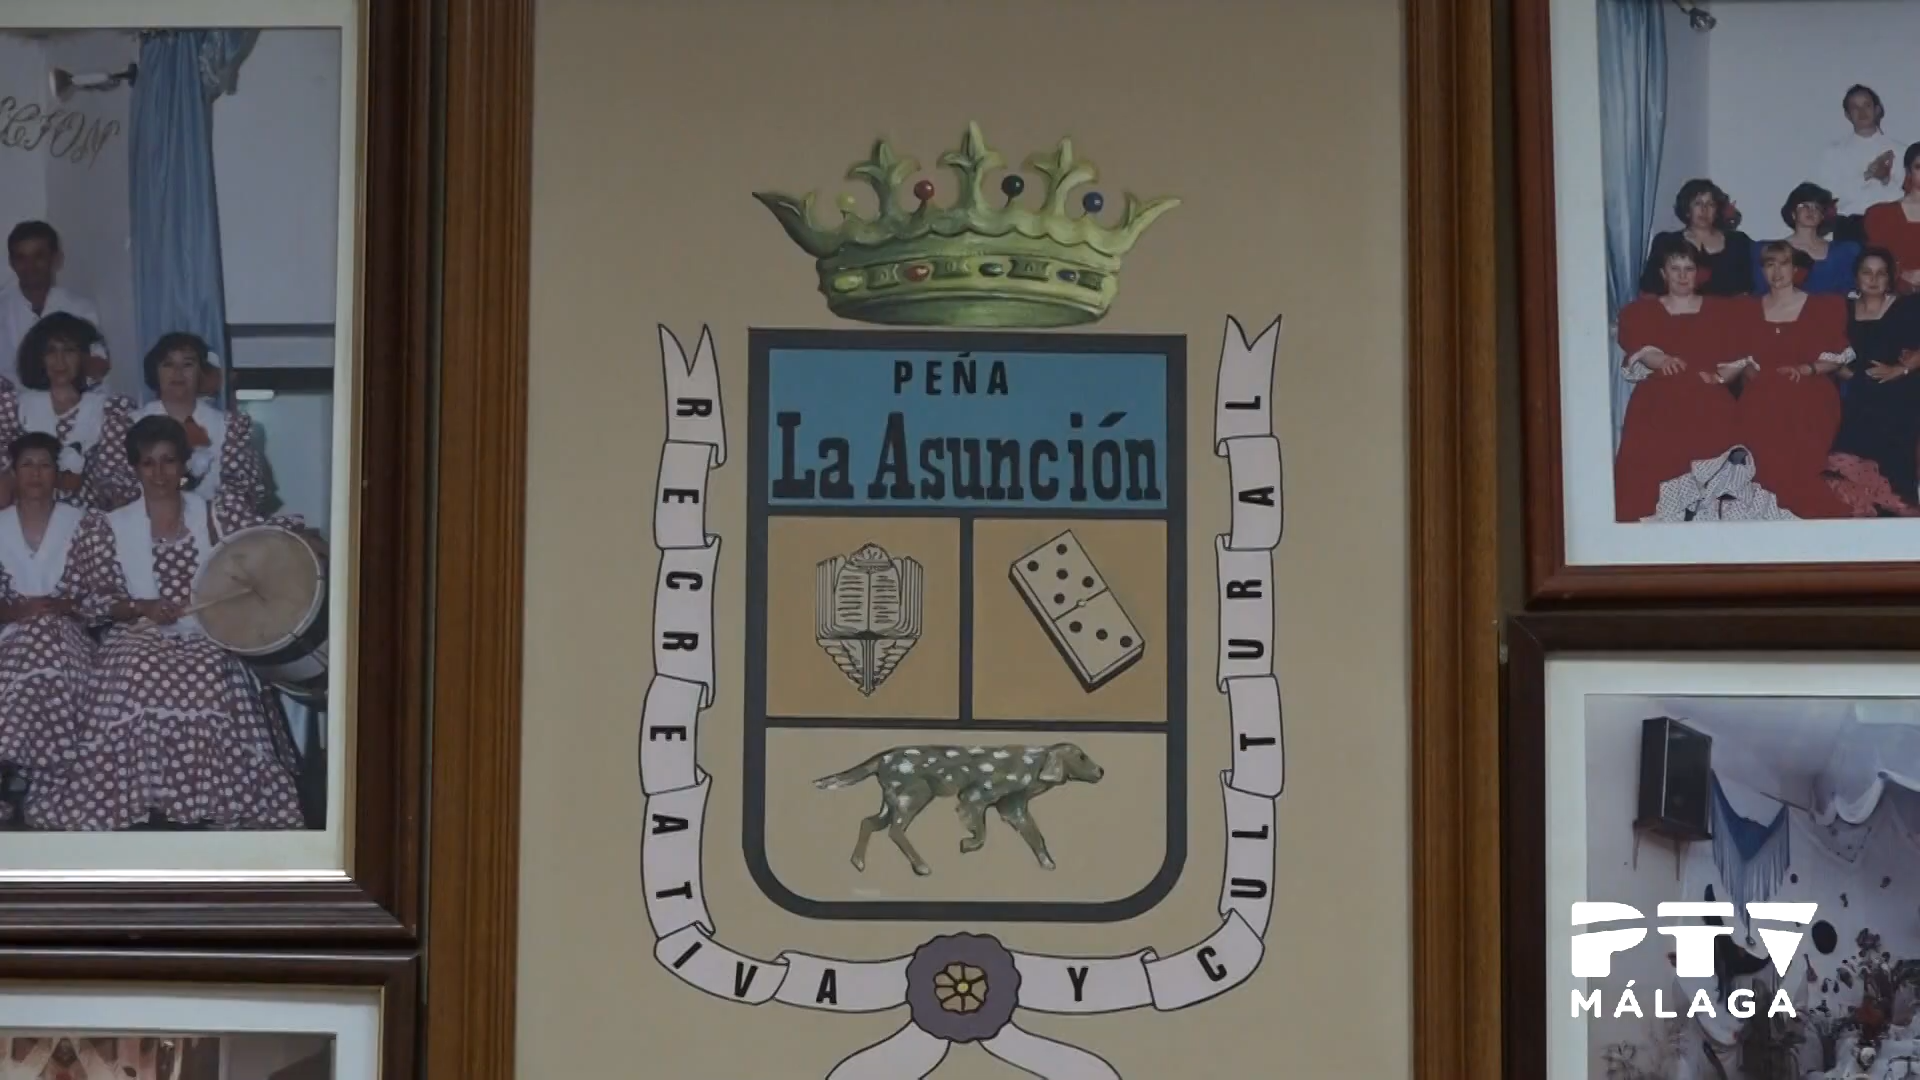 PEÑA
La Asunción
RECREATIVA Y CULTURAL
PTV
MÁLAGA